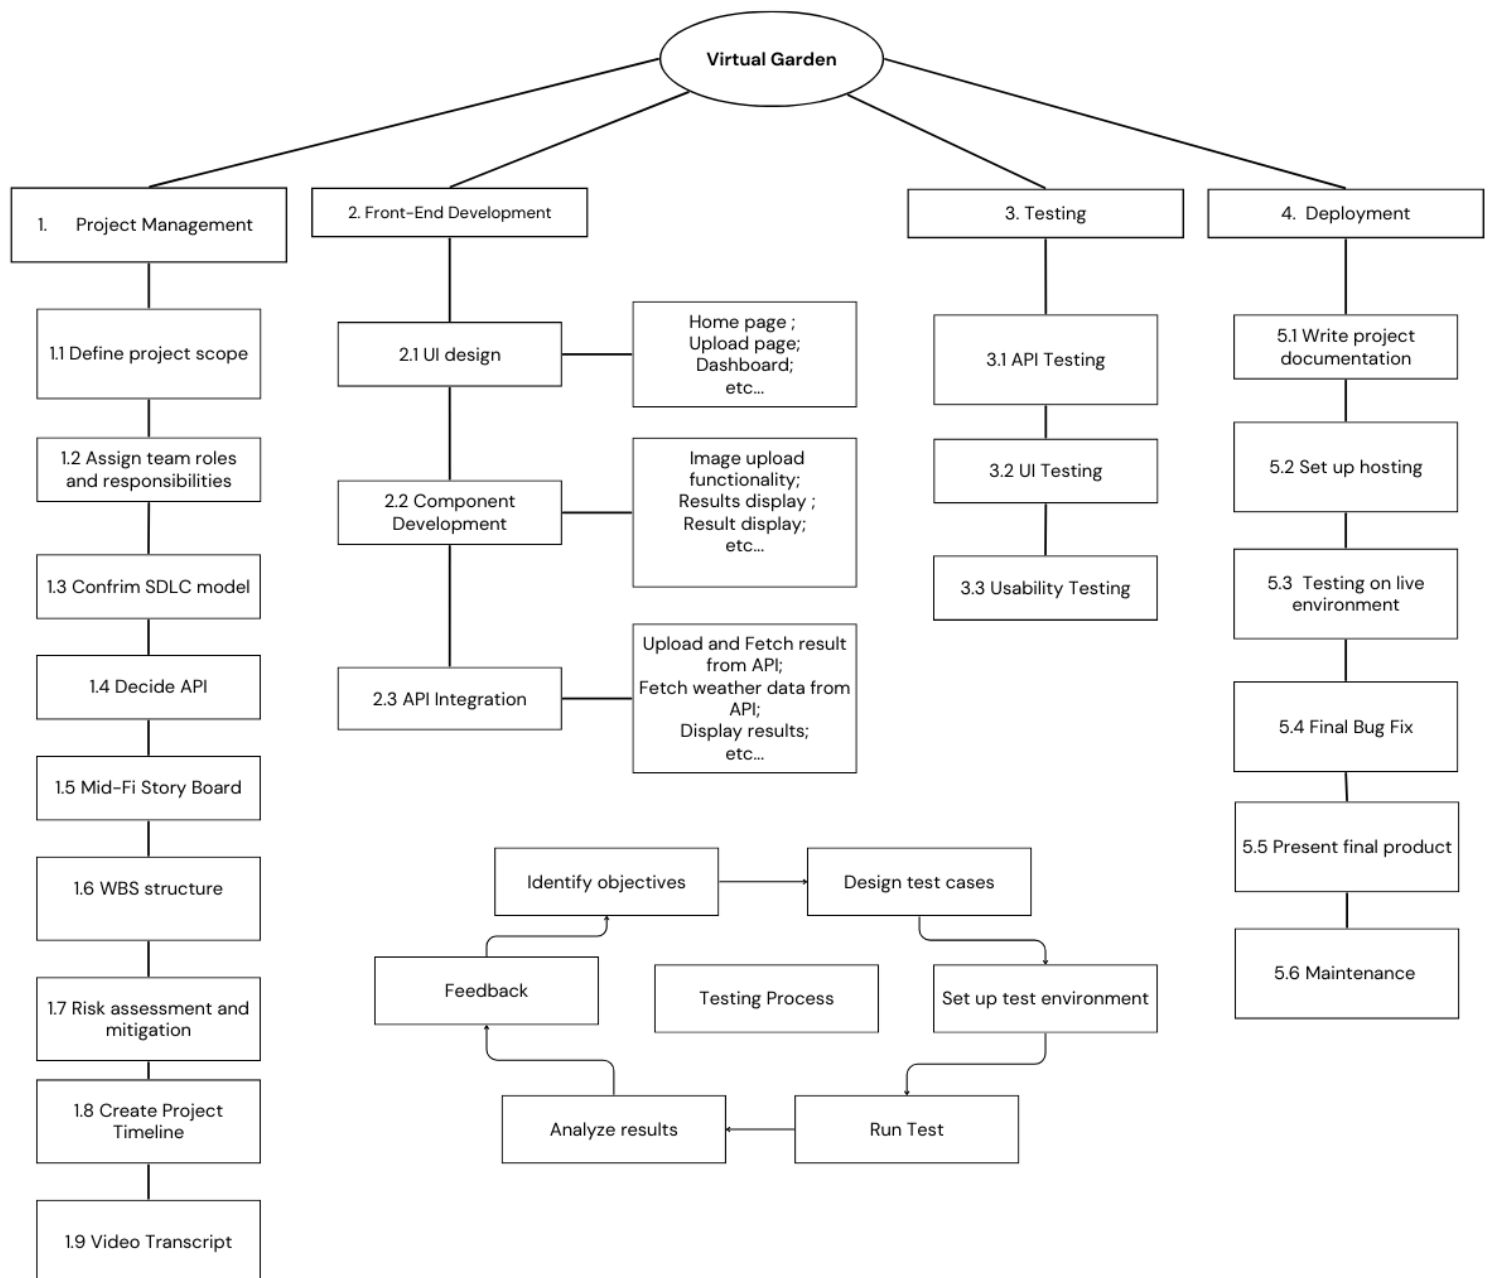 Virtual Garden
1. Project Management
1.1 Define project scope
1.2 Assign team roles
and responsibilities
1.3 Confrim SDLC model
1.4 Decide API
1.5 Mid-Fi Story Board
1.6 WBS structure
1.7 Risk assessment and
mitigation
1.8 Create Project
Timeline
1.9 Video Transcript
2. Front-End Development
2.1 UI design
Home page ;
Upload page;
Dashboard;
etc...
2.2 Component
Development
Image upload
functionality;
Results display ;
Result display;
etc...
2.3 API Integration
Upload and Fetch result
from API;
Fetch weather data from
API;
Display results;
etc...
3. Testing
3.1 API Testing
3.2 UI Testing
3.3 Usability Testing
4. Deployment
5.1 Write project
documentation
5.2 Set up hosting
5.3 Testing on live
environment
5.4 Final Bug Fix
5.5 Present final product
5.6 Maintenance
Identify objectives
Design test cases
Feedback
Testing Process
Set up test environment
Analyze results
Run Test